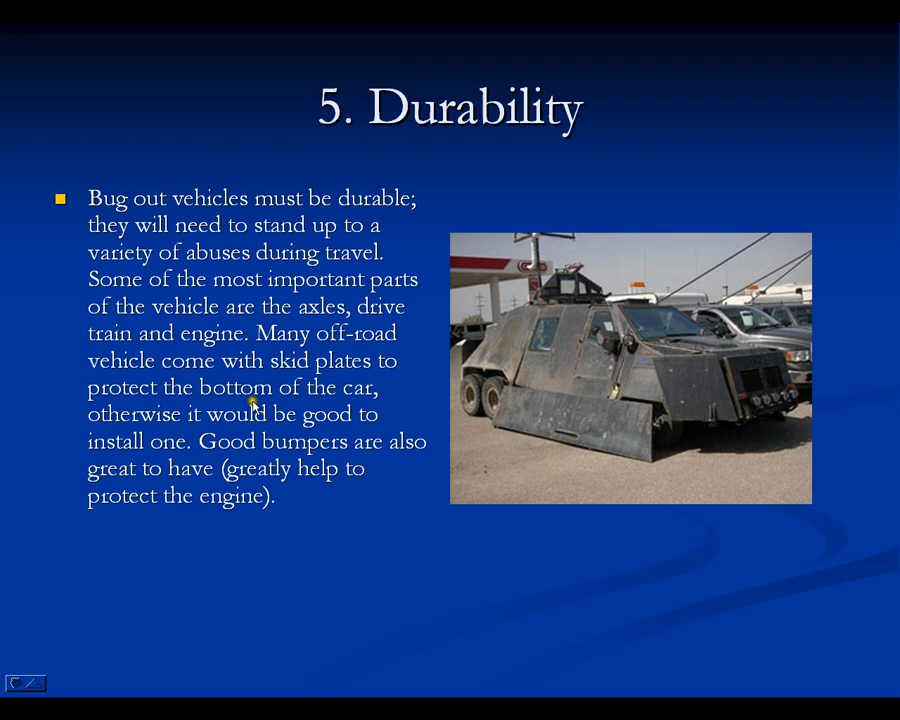 5. Durability
Bug out vehicles must be durable;
they will need to stand up to a
variety of abuses during travel.
Some of the most important parts
of the vehicle are the axles, drive
train and engine. Many off-road
vehicle come with skid plates to
protect the bottom of the car,
otherwise it would be good to
install one. Good bumpers are also
great to have (greatly help to
protect the engine).